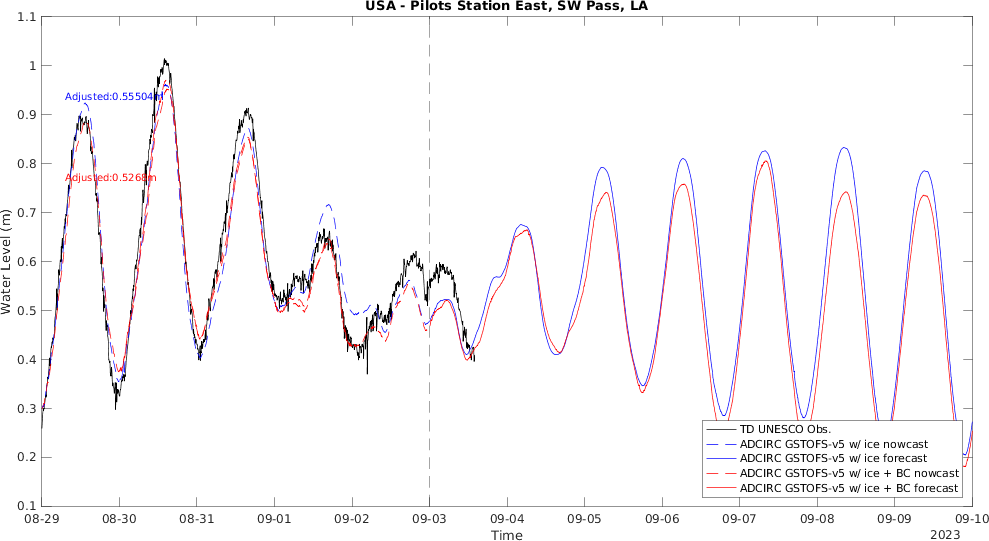 USA - Pilots Station East, SW Pass, LA
1.1
1
0.9
0.8
0.7
0.6
0.5
0.4
0.3
0.2
0.1
Water Level (m)
Adjusted:0.55504m
Adjusted:0.5268m
TD UNESCO Obs.
ADCIRC GSTOFS-v5 w/ ice nowcast
ADCIRC GSTOFS-v5 w/ ice forecast
ADCIRC GSTOFS-v5 w/ ice + BC nowcast
ADCIRC GSTOFS-v5 w/ ice + BC forecast
08-29 08-30 08-31 09-01 09-02 09-03 09-04 09-05 09-06 09-07 09-08 09-09 09-10
Time
2023